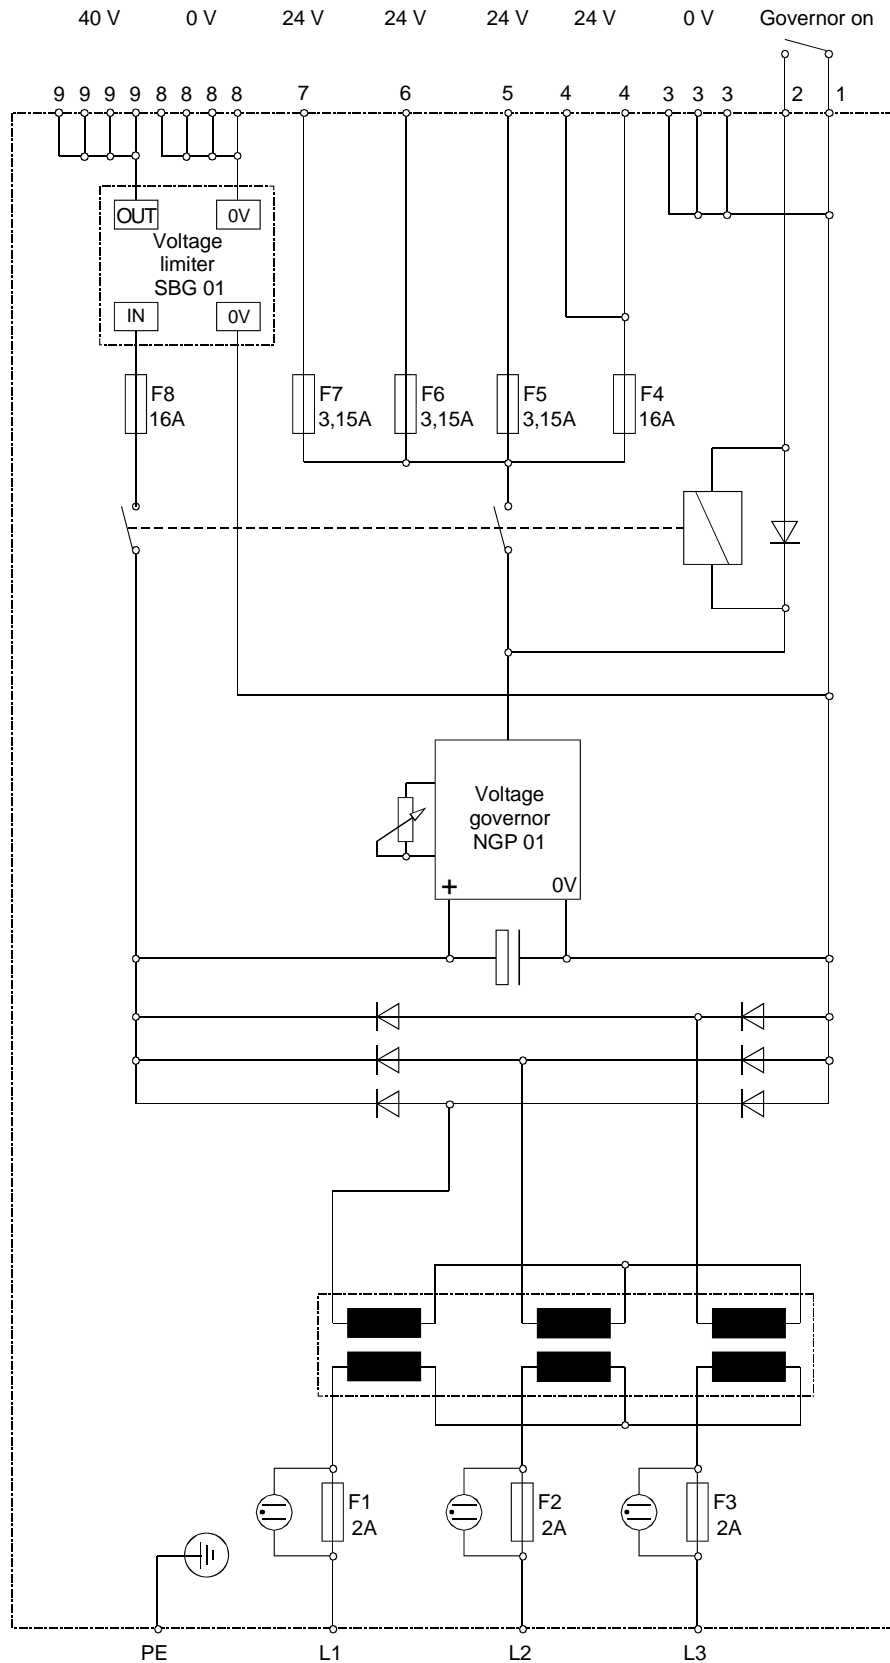 40 V 0 V 24 V 24 V 24 V 24 V 0 V Governor on
9 9 9 9 8 8 8 8 7 6 5 4 4 3 3 3 2 1
OUT 0V
Voltage
limiter
SBG 01
IN 0V
F8
16A
F7
3,15A
F6
3,15A
F5
3,15A
F4
16A
Voltage
governor
NGP 01
+ 0V
F1
2A
F2
2A
F3
2A
PE L1 L2 L3